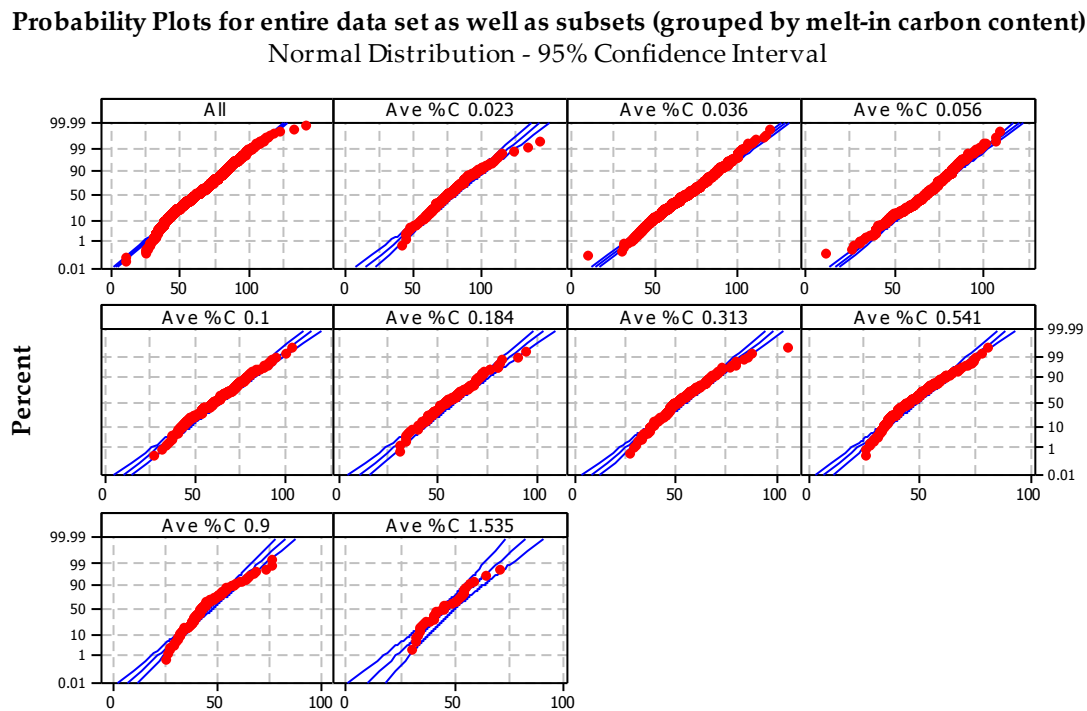 Probability Plots for entire data set as well as subsets (grouped by melt-in carbon content)
Normal Distribution - 95% Confidence Interval
All Ave %C 0.023 Ave %C 0.036 Ave %C 0.056
99.99
99
90
50
10
1
0.01
0 50 100 0 50 100 0 50 100 0 50 100
Ave %C 0.1 Ave %C 0.184 Ave %C 0.313 Ave %C 0.541
99.99
99
90
50
10
1
0.01
0 50 100 0 50 100 0 50 100 0 50 100
Percent
Ave %C 0.9 Ave %C 1.535
99.99
99
90
50
10
1
0.01
0 50 100 0 50 100